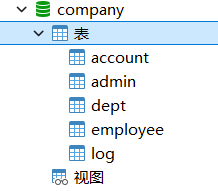 company
表
account
admin
dept
employee
log
视图